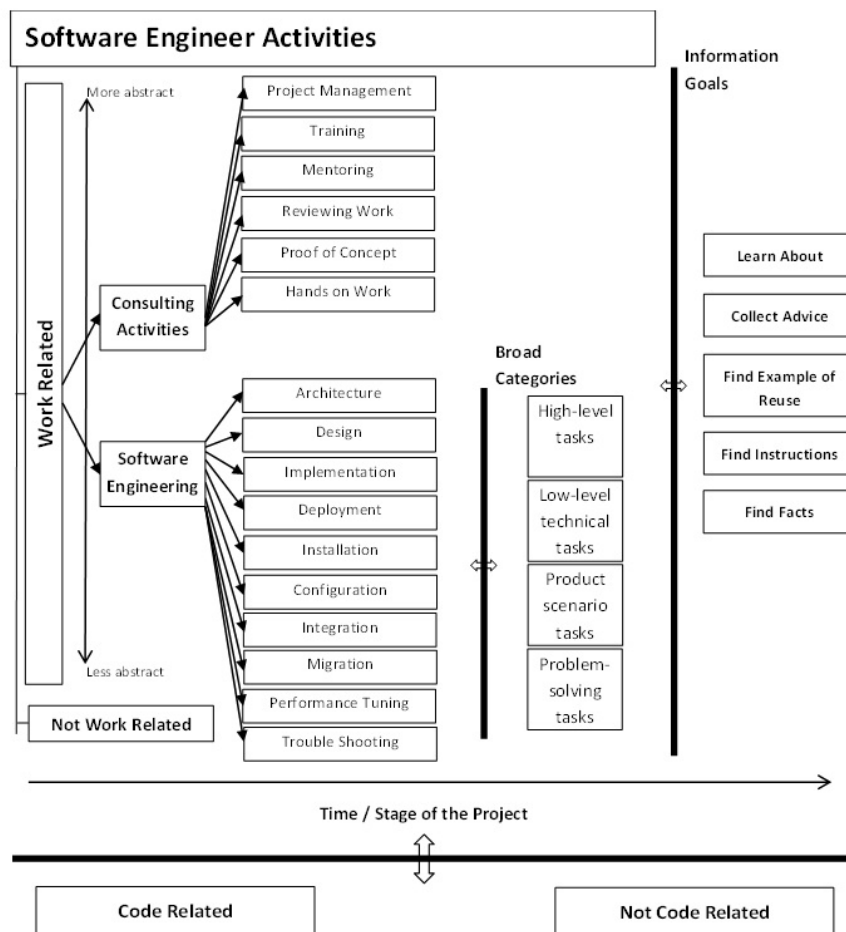 Software Engineer Activities
Information
Goals
More abstract
Work Related
Less abstract
Not Work Related
Consulting
Activities
Project Management
Training
Mentoring
Reviewing Work
Proof of Concept
Hands on Work
Software
Engineering
Architecture
Design
Implementation
Deployment
Installation
Configuration
Integration
Migration
Performance Tuning
Trouble Shooting
Broad
Categories
High-level
tasks
Low-level
technical
tasks
Product
scenario
tasks
Problem-
solving
tasks
Learn About
Collect Advice
Find Example of
Reuse
Find Instructions
Find Facts
Time / Stage of the Project
Code Related
Not Code Related